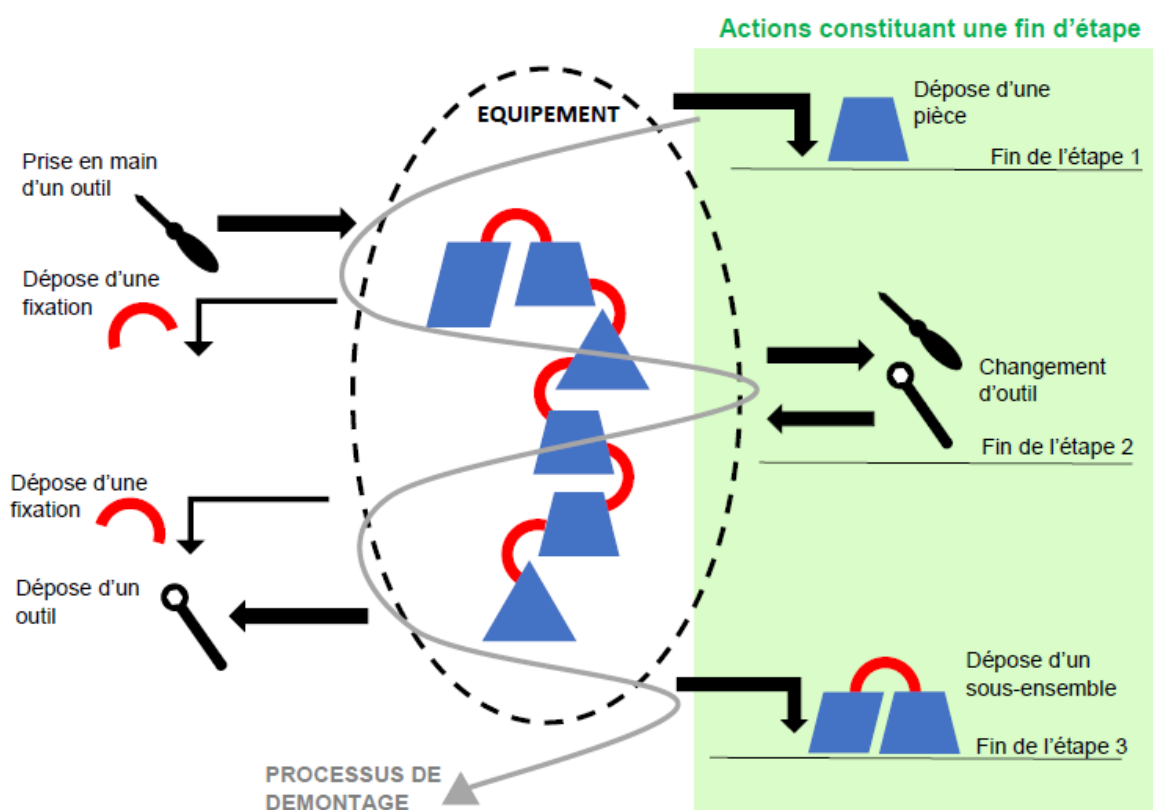 Actions constituant une fin d'étape
EQUIPEMENT
Dépose d'une
pièce
Fin de l'étape 1
Prise en main
d'un outil
Dépose d'une
fixation
Changement
d'outil
Fin de l'étape 2
Dépose d'une
fixation
Dépose d'un
outil
Dépose d'un
sous-ensemble
Fin de l'étape 3
PROCESSUS DE
DEMONTAGE